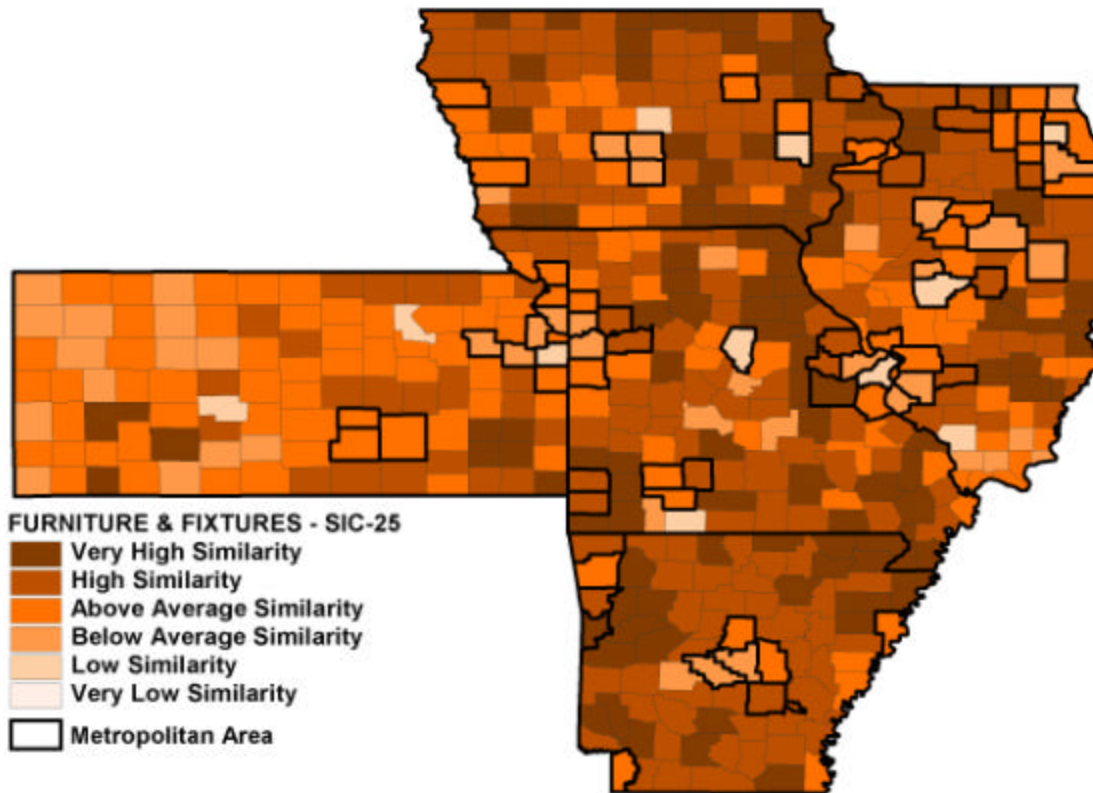 FURNITURE & FIXTURES - SIC-25
Very High Similarity
High Similarity
Above Average Similarity
Below Average Similarity
Low Similarity
Very Low Similarity
Metropolitan Area